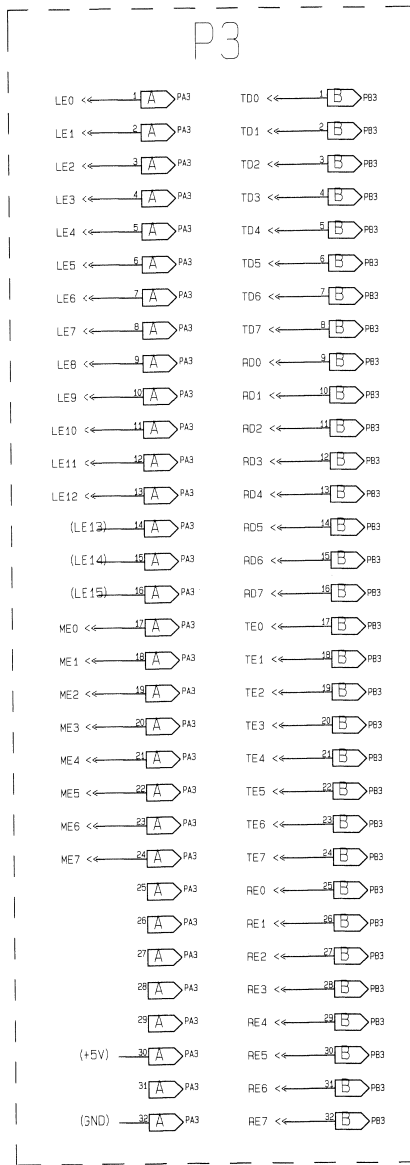 P3
LE0 << 1 A PA3 TD0 << 1 B PB3
LE1 << 2 A PA3 TD1 << 2 B PB3
LE2 << 3 A PA3 TD2 << 3 B PB3
LE3 << 4 A PA3 TD3 << 4 B PB3
LE4 << 5 A PA3 TD4 << 5 B PB3
LE5 << 6 A PA3 TD5 << 6 B PB3
LE6 << 7 A PA3 TD6 << 7 B PB3
LE7 << 8 A PA3 TD7 << 8 B PB3
LE8 << 9 A PA3 RD0 << 9 B PB3
LE9 << 10 A PA3 RD1 << 10 B PB3
LE10 << 11 A PA3 RD2 << 11 B PB3
LE11 << 12 A PA3 RD3 << 12 B PB3
LE12 << 13 A PA3 RD4 << 13 B PB3
(LE13) 14 A PA3 RD5 << 14 B PB3
(LE14) 15 A PA3 RD6 << 15 B PB3
(LE15) 16 A PA3 RD7 << 16 B PB3
ME0 << 17 A PA3 TE0 << 17 B PB3
ME1 << 18 A PA3 TE1 << 18 B PB3
ME2 << 19 A PA3 TE2 << 19 B PB3
ME3 << 20 A PA3 TE3 << 20 B PB3
ME4 << 21 A PA3 TE4 << 21 B PB3
ME5 << 22 A PA3 TE5 << 22 B PB3
ME6 << 23 A PA3 TE6 << 23 B PB3
ME7 << 24 A PA3 TE7 << 24 B PB3
25 A PA3 RE0 << 25 B PB3
26 A PA3 RE1 << 26 B PB3
27 A PA3 RE2 << 27 B PB3
28 A PA3 RE3 << 28 B PB3
29 A PA3 RE4 << 29 B PB3
(+5V) 30 A PA3 RE5 << 30 B PB3
31 A PA3 RE6 << 31 B PB3
(GND) 32 A PA3 RE7 << 32 B PB3